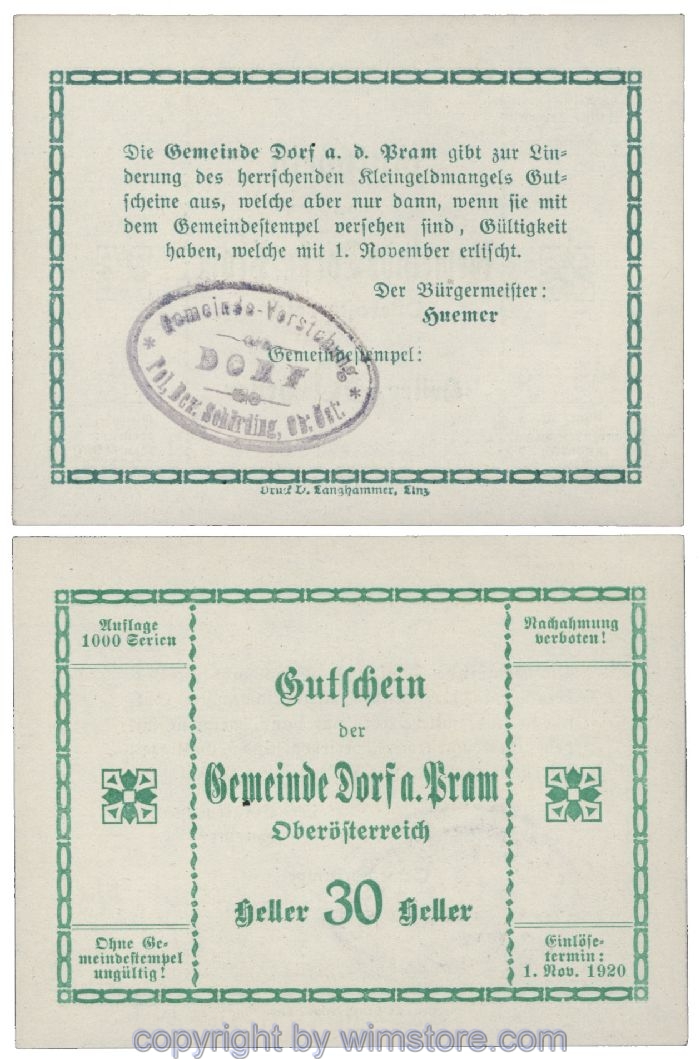 Die Gemeinde Dorf a. d. Pram gibt zur Lin-
derung des herrschenden Kleingeldmangels Gut-
scheine aus, welche aber nur dann, wenn sie mit
dem Gemeindestempel versehen sind, Gültigkeit
haben, welche mit 1. November erlischt.
Der Bürgermeister:
Huemer
Gemeindestempel:
Gemeinde-Vorstehung
DORF
* Pol. Bez. Schärding, Ob. Öst. *
Druck V. Langhammer, Linz
Auflage
1000 Serien
Nachahmung
verboten!
Gutschein
der
Gemeinde Dorf a. Pram
Oberösterreich
Heller 30 Heller
Ohne Ge-
meindestempel
ungültig!
Einlöse-
termin:
1. Nov. 1920
copyright by wimstore.com